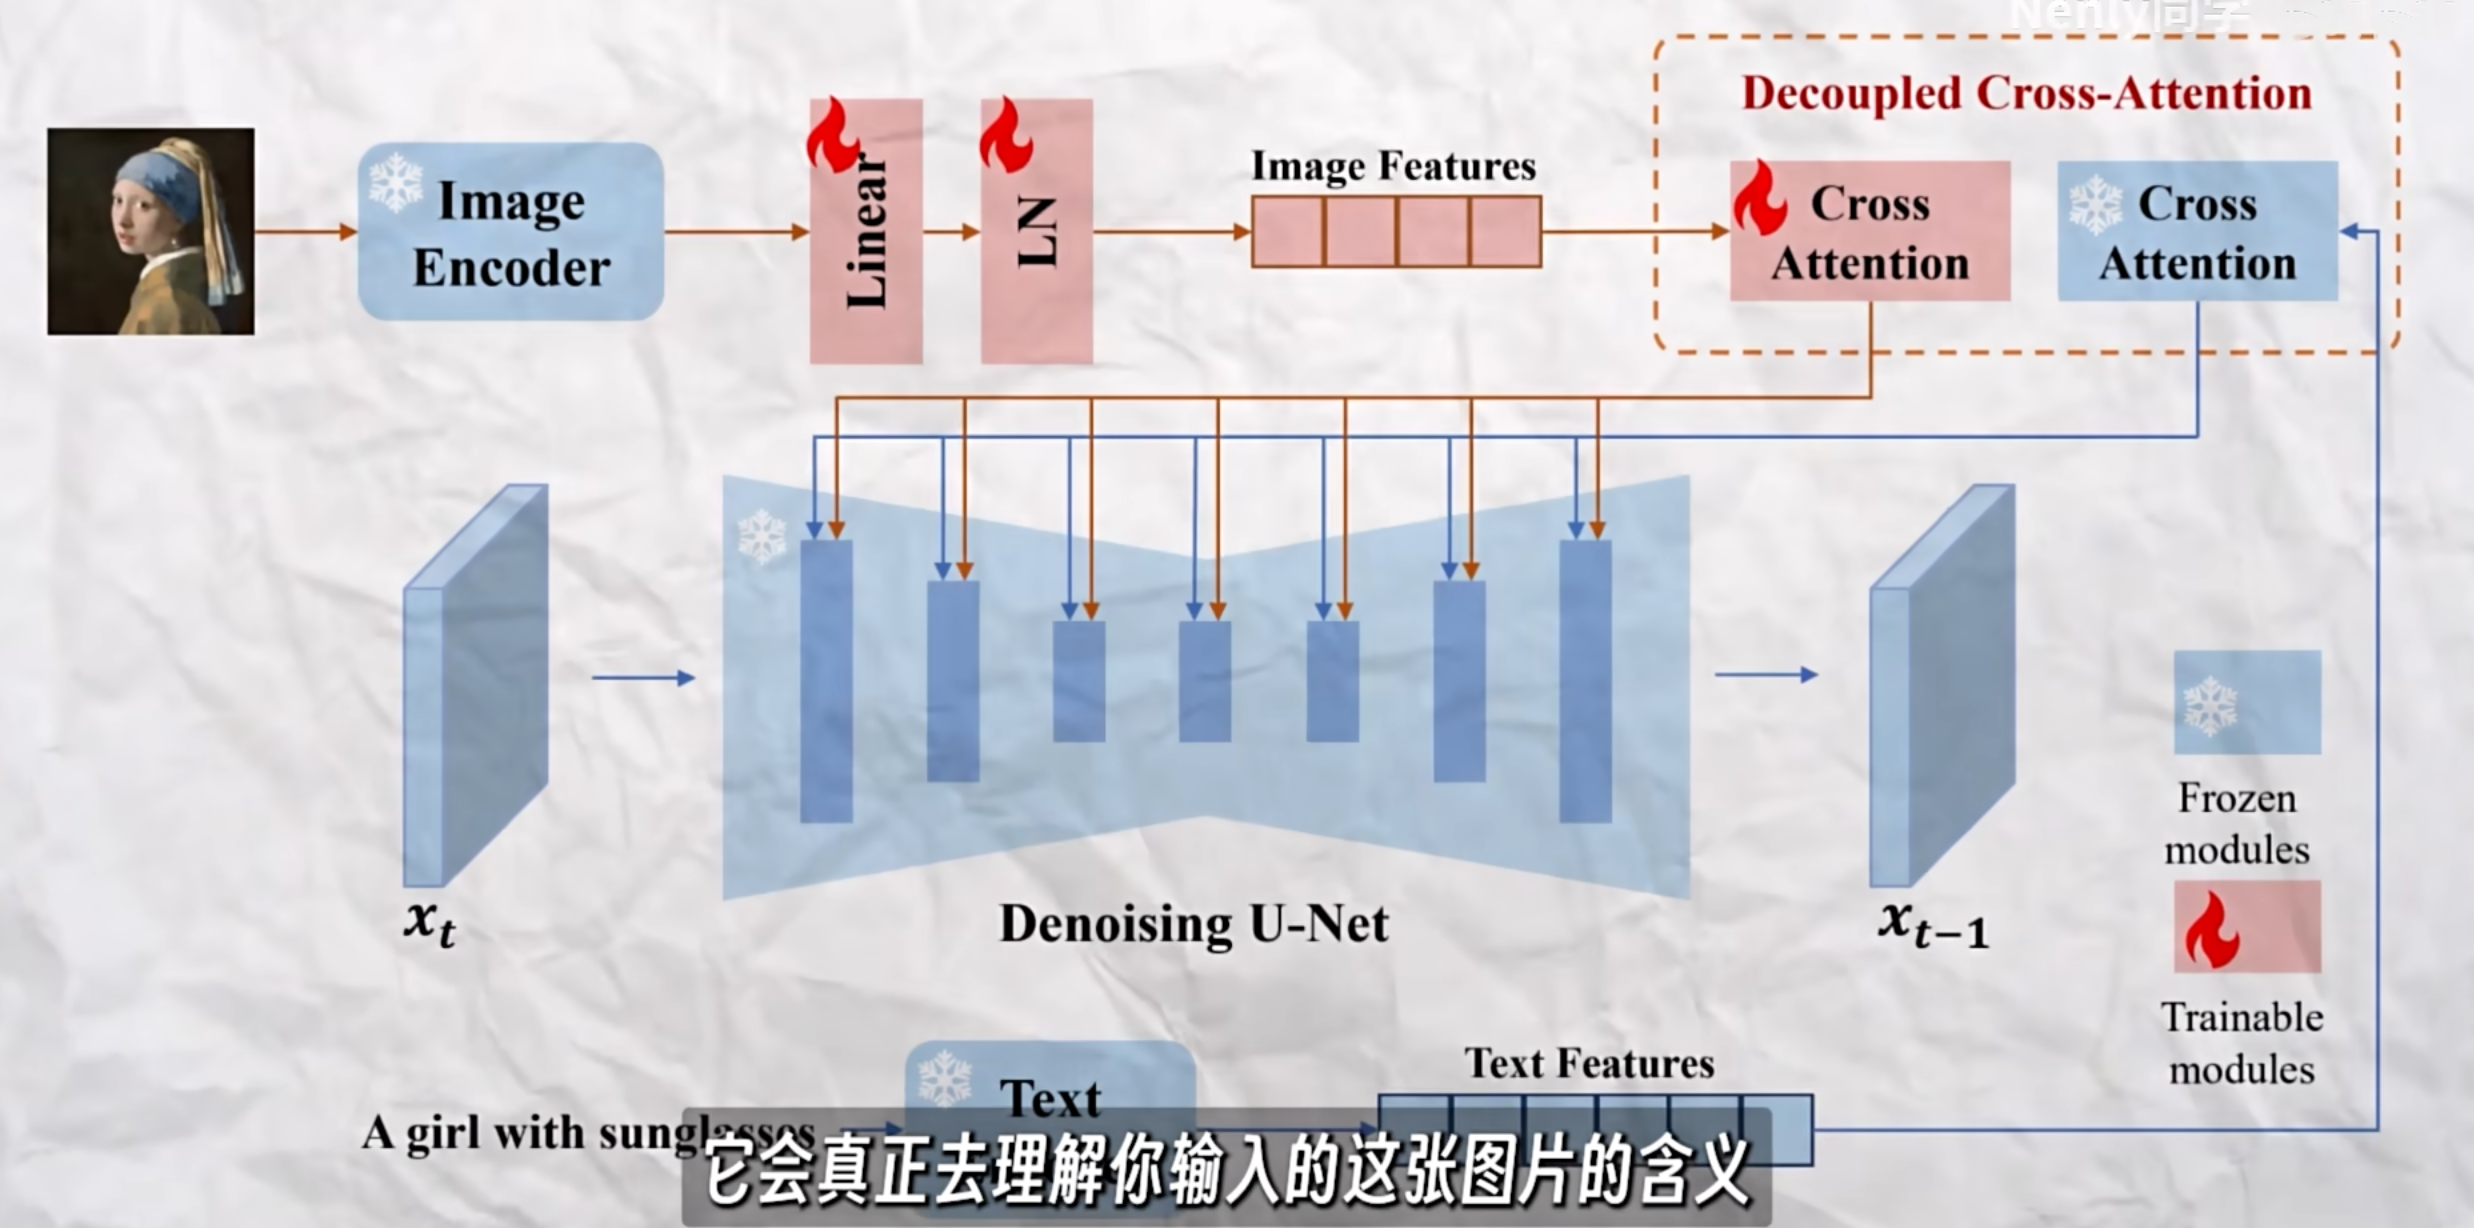 Nenly同学
Decoupled Cross-Attention
Image
Encoder
Linear
LN
Image Features
Cross
Attention
Cross
Attention
x_t
Denoising U-Net
x_{t-1}
Frozen
modules
Trainable
modules
Text Features
Text
A girl with sunglasses
它会真正去理解你输入的这张图片的含义